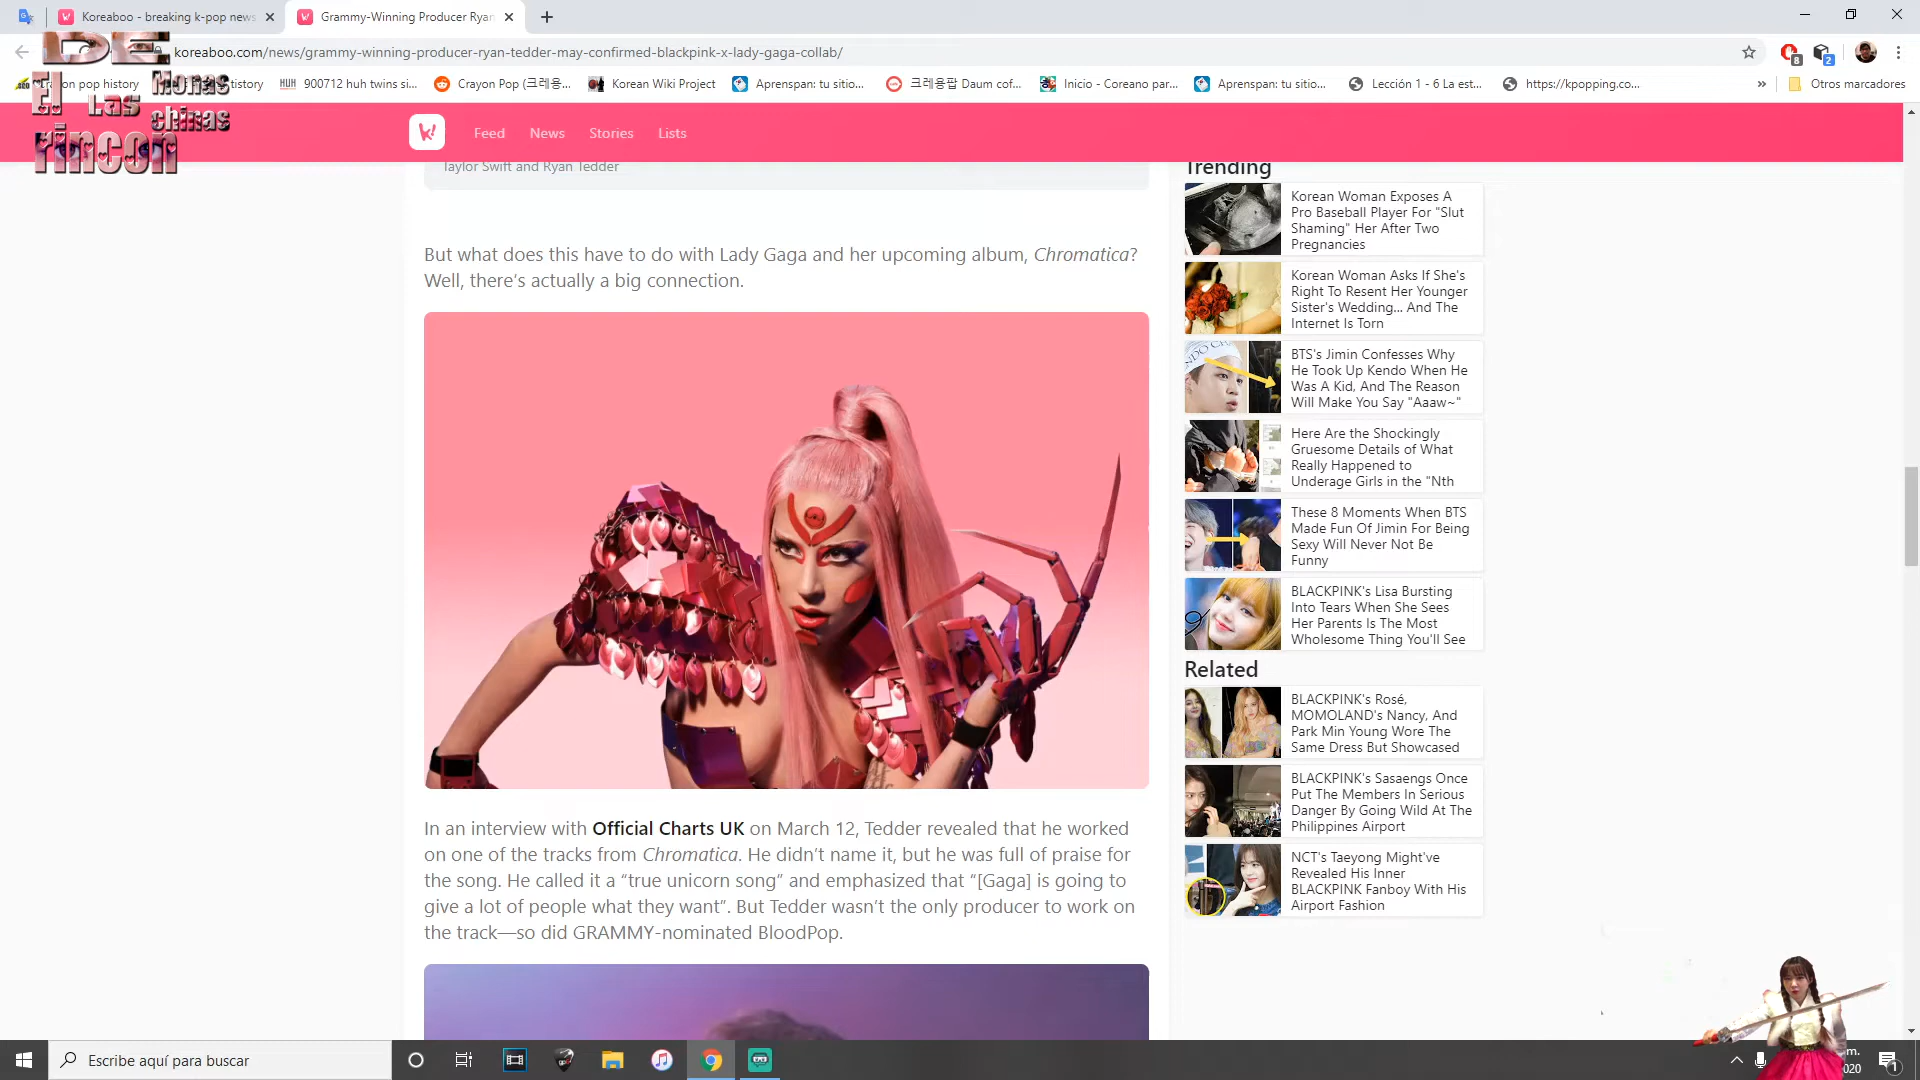 Koreaboo - breaking k-pop news
Grammy-Winning Producer Ryan
koreaboo.com/news/grammy-winning-producer-ryan-tedder-may-confirmed-blackpink-x-lady-gaga-collab/
8
2
DE
El
Las
Monas
chinas
rincon
pop history
tistory
HUH
900712 huh twins si...
Crayon Pop (크레용...
Korean Wiki Project
Aprenspan: tu sitio...
크레용팝 Daum cof...
Inicio - Coreano par...
Aprenspan: tu sitio...
Lección 1 - 6 La est...
https://kpopping.co...
»
Otros marcadores
k!
Feed
News
Stories
Lists
Taylor Swift and Ryan Tedder
But what does this have to do with Lady Gaga and her upcoming album, Chromatica?
Well, there's actually a big connection.
In an interview with Official Charts UK on March 12, Tedder revealed that he worked
on one of the tracks from Chromatica. He didn't name it, but he was full of praise for
the song. He called it a “true unicorn song” and emphasized that “[Gaga] is going to
give a lot of people what they want”. But Tedder wasn't the only producer to work on
the track—so did GRAMMY-nominated BloodPop.
Trending
Korean Woman Exposes A
Pro Baseball Player For "Slut
Shaming" Her After Two
Pregnancies
Korean Woman Asks If She's
Right To Resent Her Younger
Sister's Wedding... And The
Internet Is Torn
BTS's Jimin Confesses Why
He Took Up Kendo When He
Was A Kid, And The Reason
Will Make You Say "Aaaw~"
Here Are the Shockingly
Gruesome Details of What
Really Happened to
Underage Girls in the "Nth
These 8 Moments When BTS
Made Fun Of Jimin For Being
Sexy Will Never Not Be
Funny
BLACKPINK's Lisa Bursting
Into Tears When She Sees
Her Parents Is The Most
Wholesome Thing You'll See
Related
BLACKPINK's Rosé,
MOMOLAND's Nancy, And
Park Min Young Wore The
Same Dress But Showcased
BLACKPINK's Sasaengs Once
Put The Members In Serious
Danger By Going Wild At The
Philippines Airport
NCT's Taeyong Might've
Revealed His Inner
BLACKPINK Fanboy With His
Airport Fashion
Escribe aquí para buscar
m.
020
1